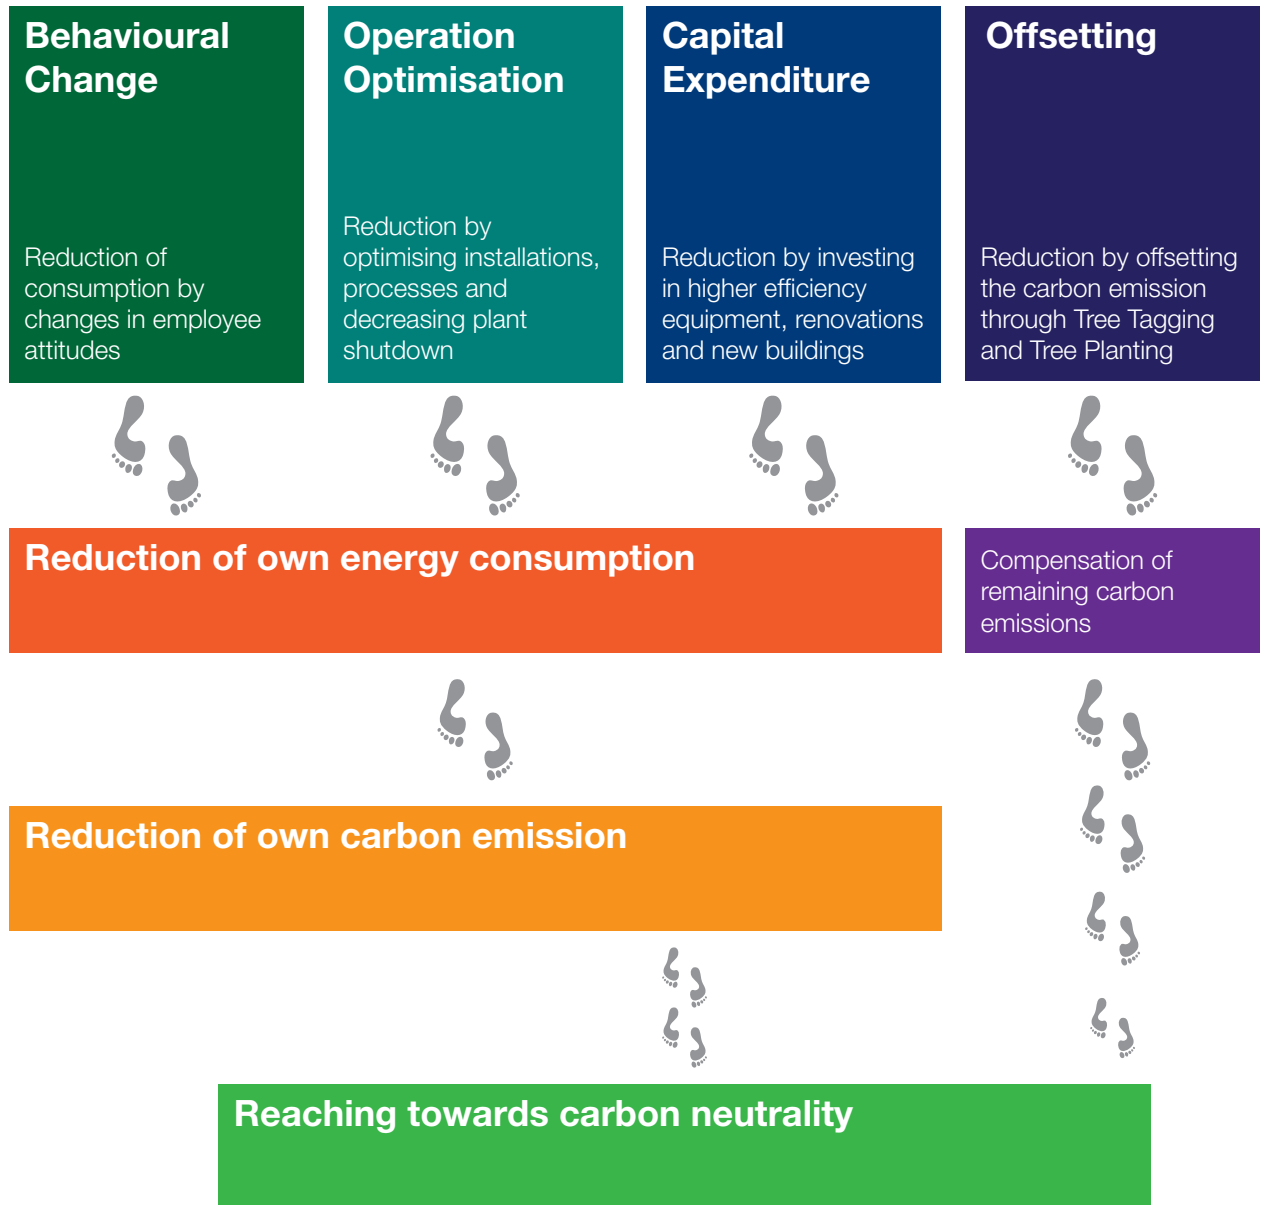 Behavioural
Change
Reduction of
consumption by
changes in employee
attitudes
Operation
Optimisation
Reduction by
optimising installations,
processes and
decreasing plant
shutdown
Capital
Expenditure
Reduction by investing
in higher efficiency
equipment, renovations
and new buildings
Offsetting
Reduction by offsetting
the carbon emission
through Tree Tagging
and Tree Planting
Reduction of own energy consumption
Compensation of
remaining carbon
emissions
Reduction of own carbon emission
Reaching towards carbon neutrality